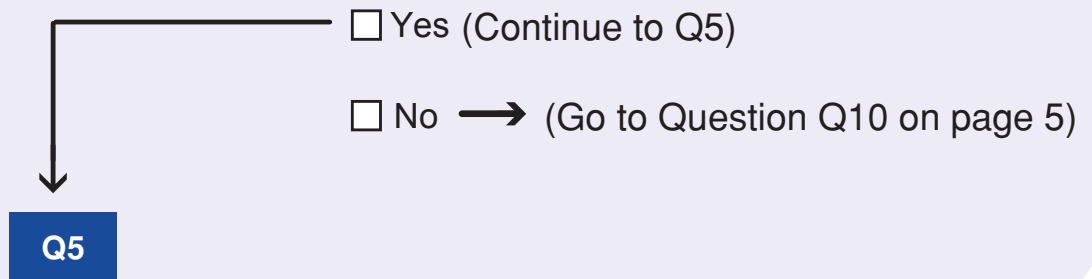 Yes (Continue to Q5)
No (Go to Question Q10 on page 5)
Q5